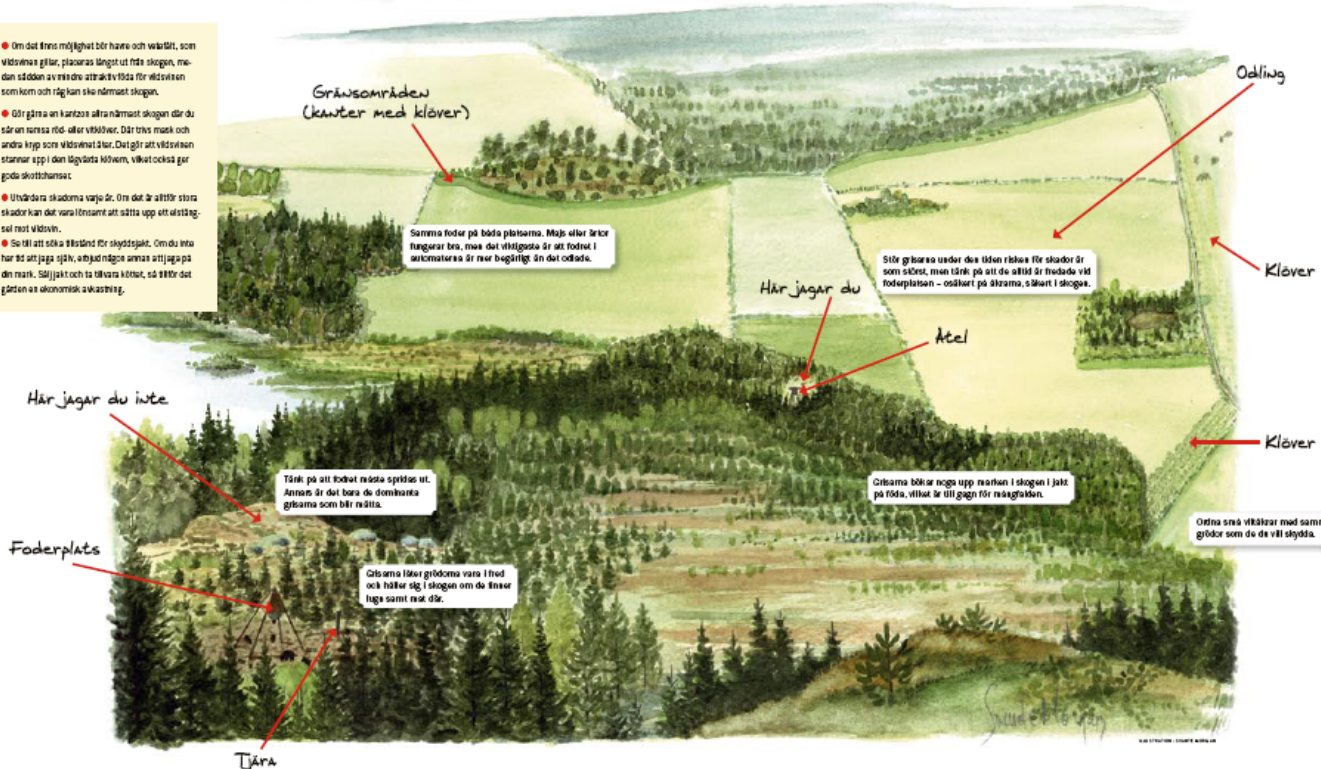 ● Om det finns möjlighet bör havre och vetefält, som
vildsvinen gillar, placeras längst ut från skogen, me-
dan sådden av mindre attraktiv föda för vildsvinen
som korn och råg kan ske närmast skogen.
● Gör gärna en kantzon allra närmast skogen där du
sår en remsa röd- eller vitklöver. Där trivs mask och
andra kryp som vildsvinet äter. Det gör att vildsvinen
stannar upp i den lågväxta klövern, vilket också ger
goda skottchanser.
● Utvärdera skadorna varje år. Om det är alltför stora
skador kan det vara lönsamt att sätta upp ett elstäng-
sel mot vildsvin.
● Se till att söka tillstånd för skyddsjakt. Om du inte
har tid att jaga själv, erbjud någon annan att jaga på
din mark. Sälj jakt och ta tillvara köttet, så tillför det
gården en ekonomisk avkastning.
Gränsområden
(kanter med klöver)
Odling
Samma foder på båda platserna. Majs eller ärtor
fungerar bra, men det viktigaste är att fodret i
automaterna är mer begärligt än det odlade.
Stör grisarna under den tiden risken för skador är
som störst, men tänk på att de alltid är fredade vid
foderplatsen – osäkert på åkrarna, säkert i skogen.
Klöver
Här jagar du
Åtel
Här jagar du inte
Klöver
Tänk på att fodret måste spridas ut.
Annars är det bara de dominanta
grisarna som blir mätta.
Grisarna bökar noga upp marken i skogen i jakt
på föda, vilket är till gagn för mångfalden.
Ordna små viltåkrar med samm
grödor som de du vill skydda.
Foderplats
Grisarna låter grödorna vara i fred
och håller sig i skogen om de finner
lugn samt mat där.
Tjära
ILLUSTRATION: SVANTE MORGAN